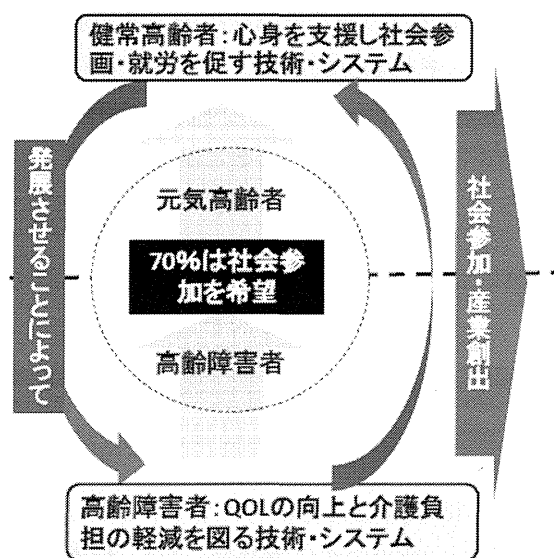 健常高齢者:心身を支援し社会参
画・就労を促す技術・システム
発展させることによって
元気高齢者
70%は社会参
加を希望
高齢障害者
社会参加・産業創出
高齢障害者:QOLの向上と介護負
担の軽減を図る技術・システム